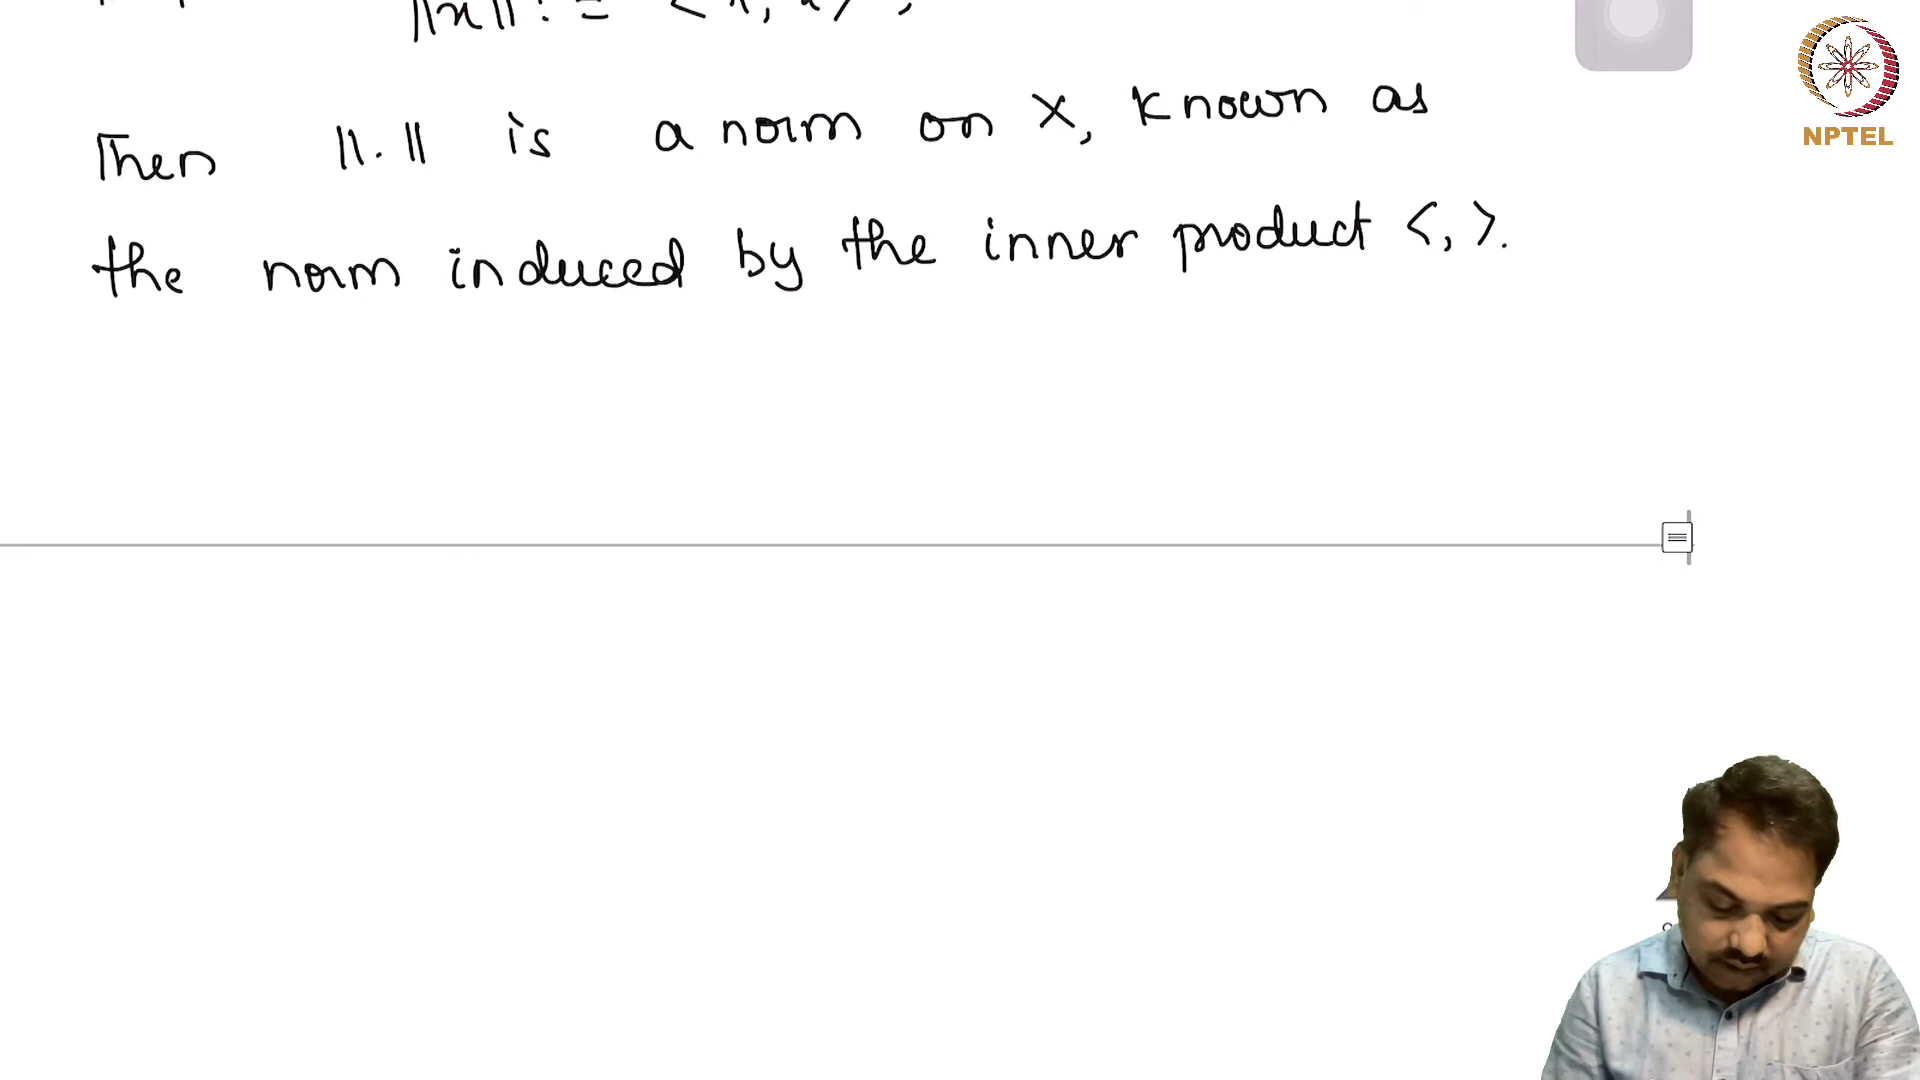 ||x|| : = < x, x > ,
NPTEL
Then ||.|| is a norm on X, known as
the norm induced by the inner product <, >.